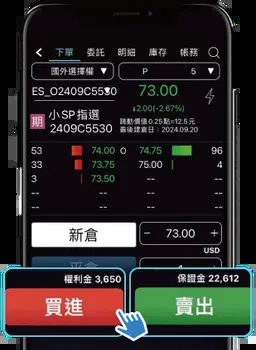 下單 委託 明細 庫存 帳務
國外選擇權 ▼ P 5 ▼
ES_O2409C5530 73.00
2.00(-2.67%)
期 小SP指選 2409C5530
跳動價值0.25點=12.5元
最後建倉日:2024.09.20
53 74.00 O 74.75 96
33 73.75 75.00 4
3 73.50 -- --
-- -- -- --
-- -- -- --
新倉 − 73.00 +
USD
權利金 3,650 保證金 22,612
買進 賣出